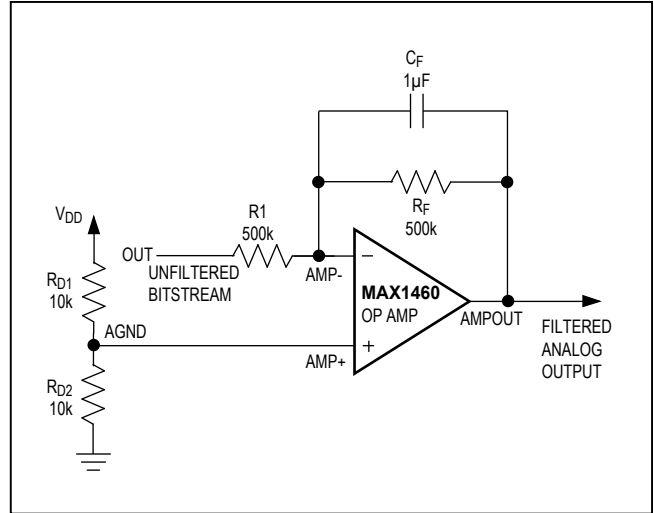 CF
1µF
RF
500k
R1
500k
VDD
OUT
UNFILTERED
BITSTREAM
AMP-
−
MAX1460
OP AMP
AMPOUT
FILTERED
ANALOG
OUTPUT
RD1
10k
AGND
+
AMP+
RD2
10k